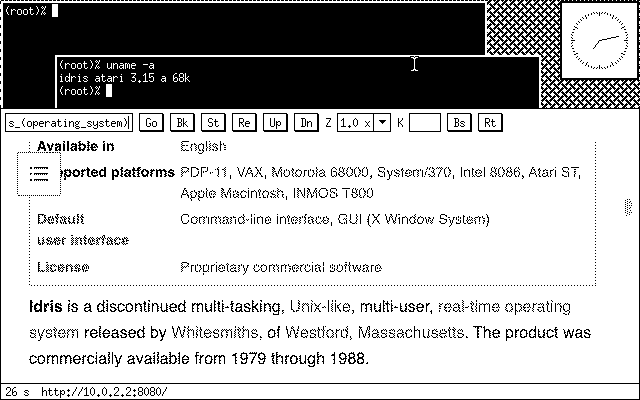 (root)%
(root)% uname -a
idris atari 3.15 a 68k
(root)%
s_(operating_system) Go Bk St Re Up Dn Z 1.0 x K Bs Rt
Available in English
ported platforms PDP-11, VAX, Motorola 68000, System/370, Intel 8086, Atari ST,
Apple Macintosh, INMOS T800
Default Command-line interface, GUI (X Window System)
user interface
License Proprietary commercial software
Idris is a discontinued multi-tasking, Unix-like, multi-user, real-time operating
system released by Whitesmiths, of Westford, Massachusetts. The product was
commercially available from 1979 through 1988.
26 s http://10.0.2.2:8080/